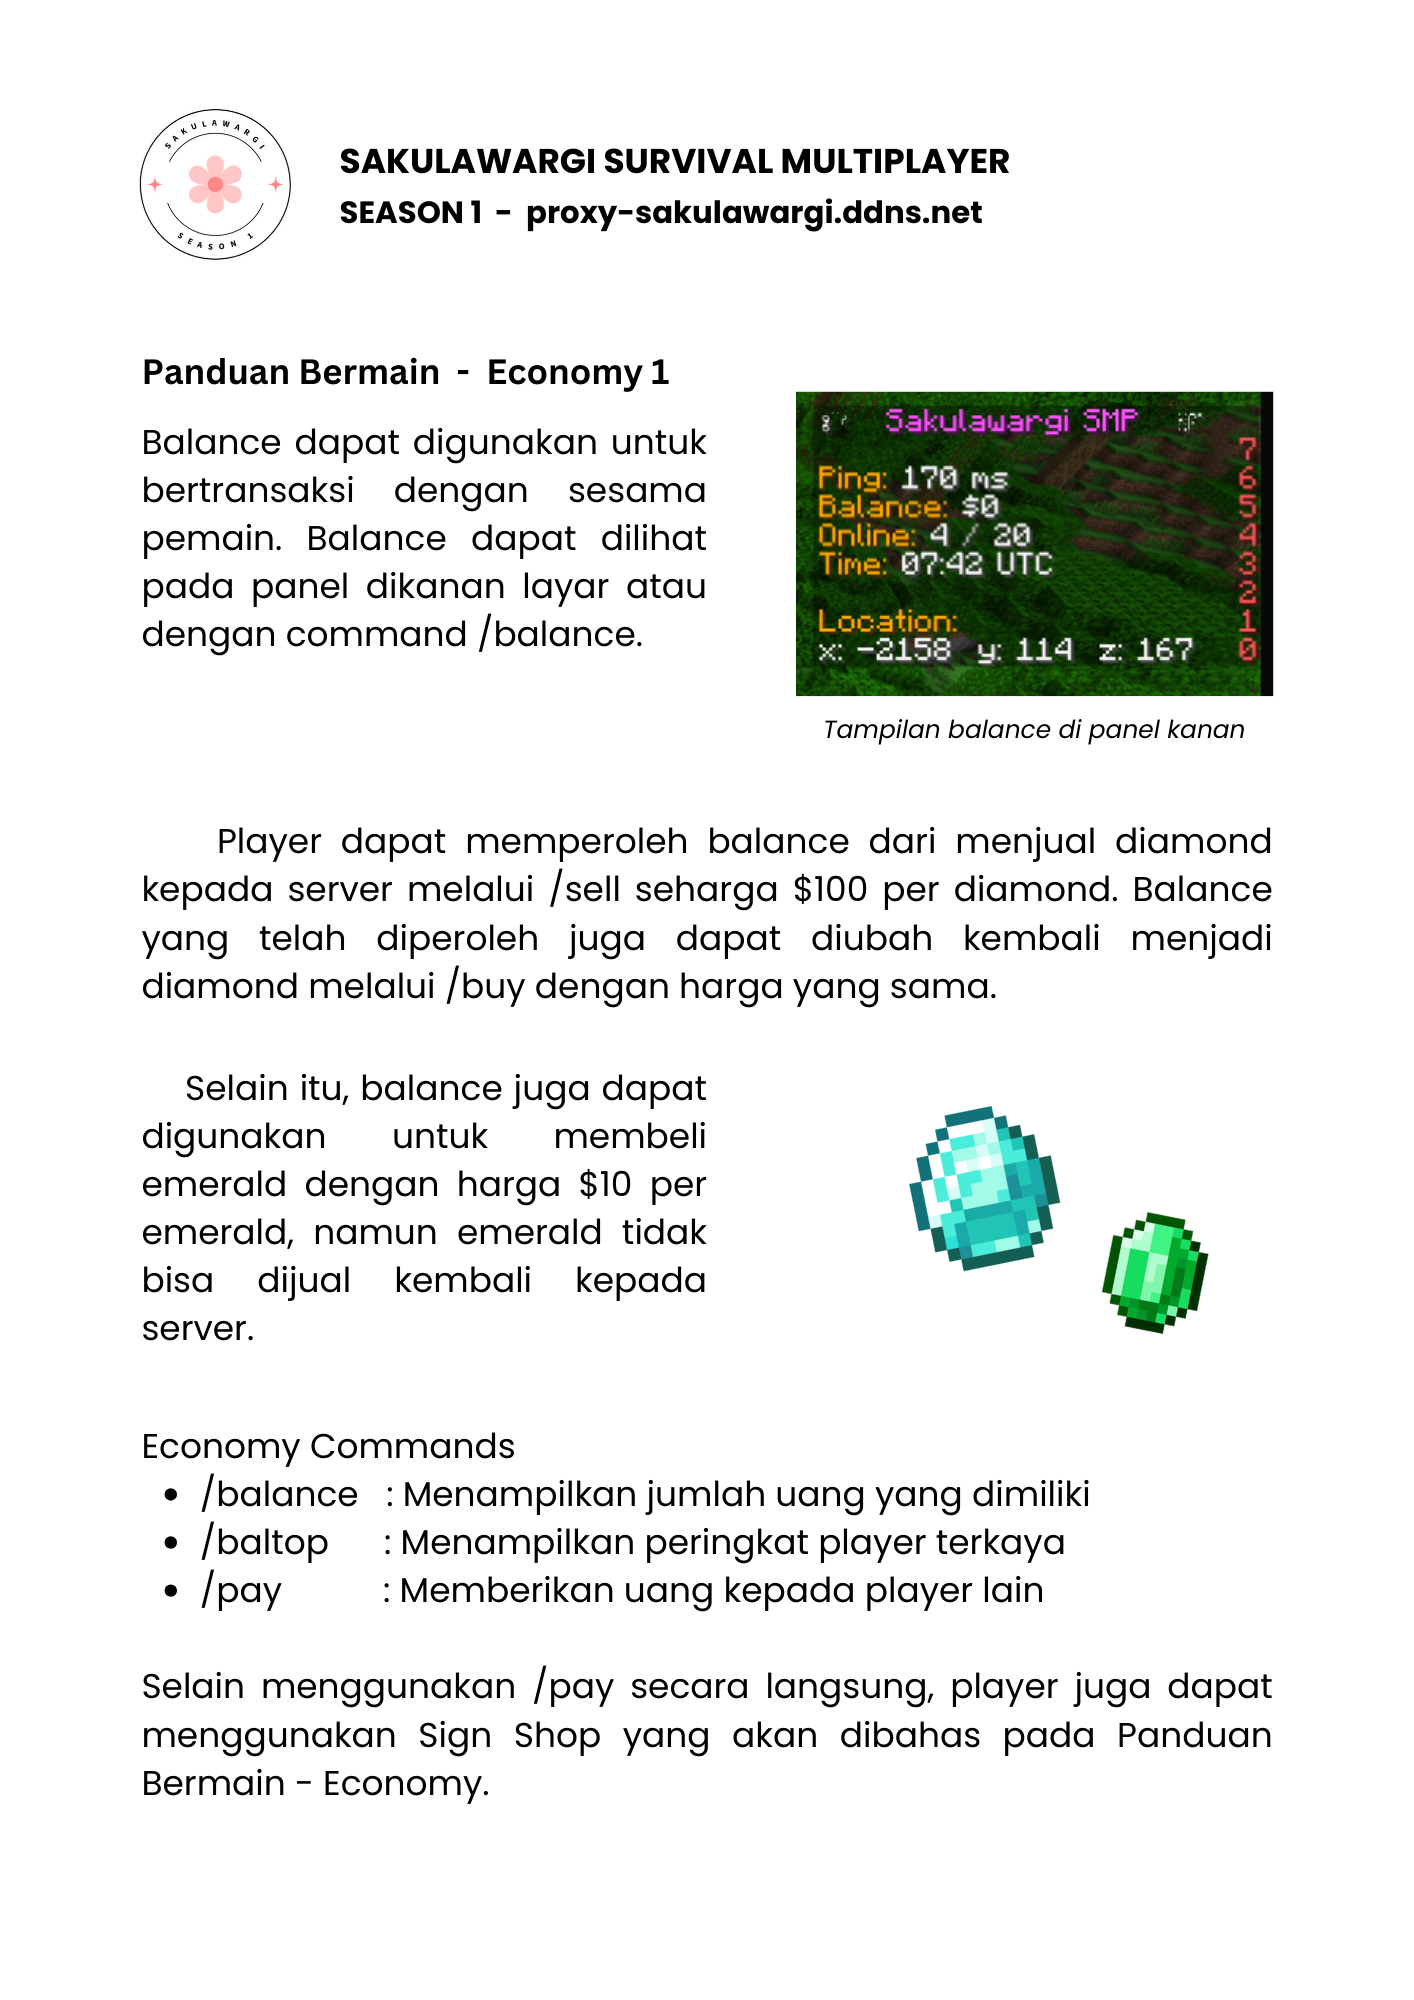 SAKULAWARGI
SEASON 1
SAKULAWARGI SURVIVAL MULTIPLAYER
SEASON 1 - proxy-sakulawargi.ddns.net
Panduan Bermain - Economy 1
Balance dapat digunakan untuk
bertransaksi dengan sesama
pemain. Balance dapat dilihat
pada panel dikanan layar atau
dengan command /balance.
Sakulawargi SMP
7
Ping: 170 ms 6
Balance: $0 5
Online: 4 / 20 4
Time: 07:42 UTC 3
2
Location: 1
x: -2158 y: 114 z: 167 0
Tampilan balance di panel kanan
Player dapat memperoleh balance dari menjual diamond
kepada server melalui /sell seharga $100 per diamond. Balance
yang telah diperoleh juga dapat diubah kembali menjadi
diamond melalui /buy dengan harga yang sama.
Selain itu, balance juga dapat
digunakan untuk membeli
emerald dengan harga $10 per
emerald, namun emerald tidak
bisa dijual kembali kepada
server.
Economy Commands
• /balance : Menampilkan jumlah uang yang dimiliki
• /baltop : Menampilkan peringkat player terkaya
• /pay : Memberikan uang kepada player lain
Selain menggunakan /pay secara langsung, player juga dapat
menggunakan Sign Shop yang akan dibahas pada Panduan
Bermain - Economy.